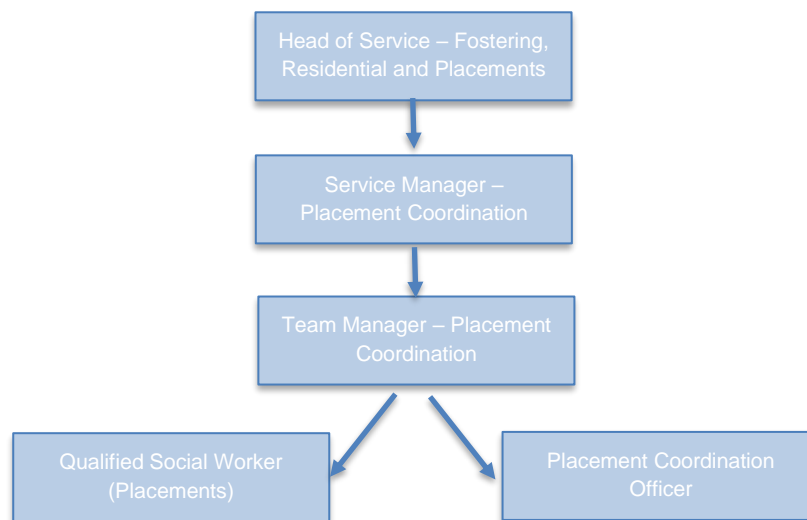 Head of Service – Fostering,
Residential and Placements
Service Manager –
Placement Coordination
Team Manager – Placement
Coordination
Qualified Social Worker
(Placements)
Placement Coordination
Officer